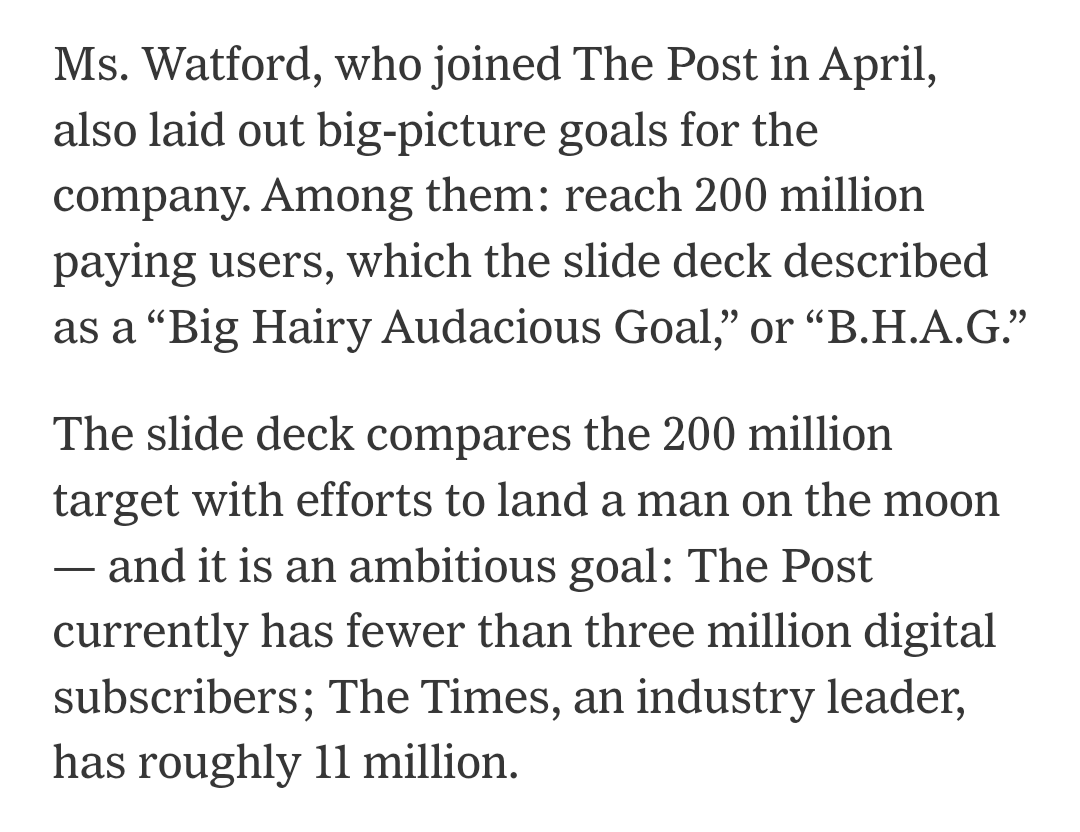 Ms. Watford, who joined The Post in April,
also laid out big-picture goals for the
company. Among them: reach 200 million
paying users, which the slide deck described
as a “Big Hairy Audacious Goal,” or “B.H.A.G.”
The slide deck compares the 200 million
target with efforts to land a man on the moon
— and it is an ambitious goal: The Post
currently has fewer than three million digital
subscribers; The Times, an industry leader,
has roughly 11 million.